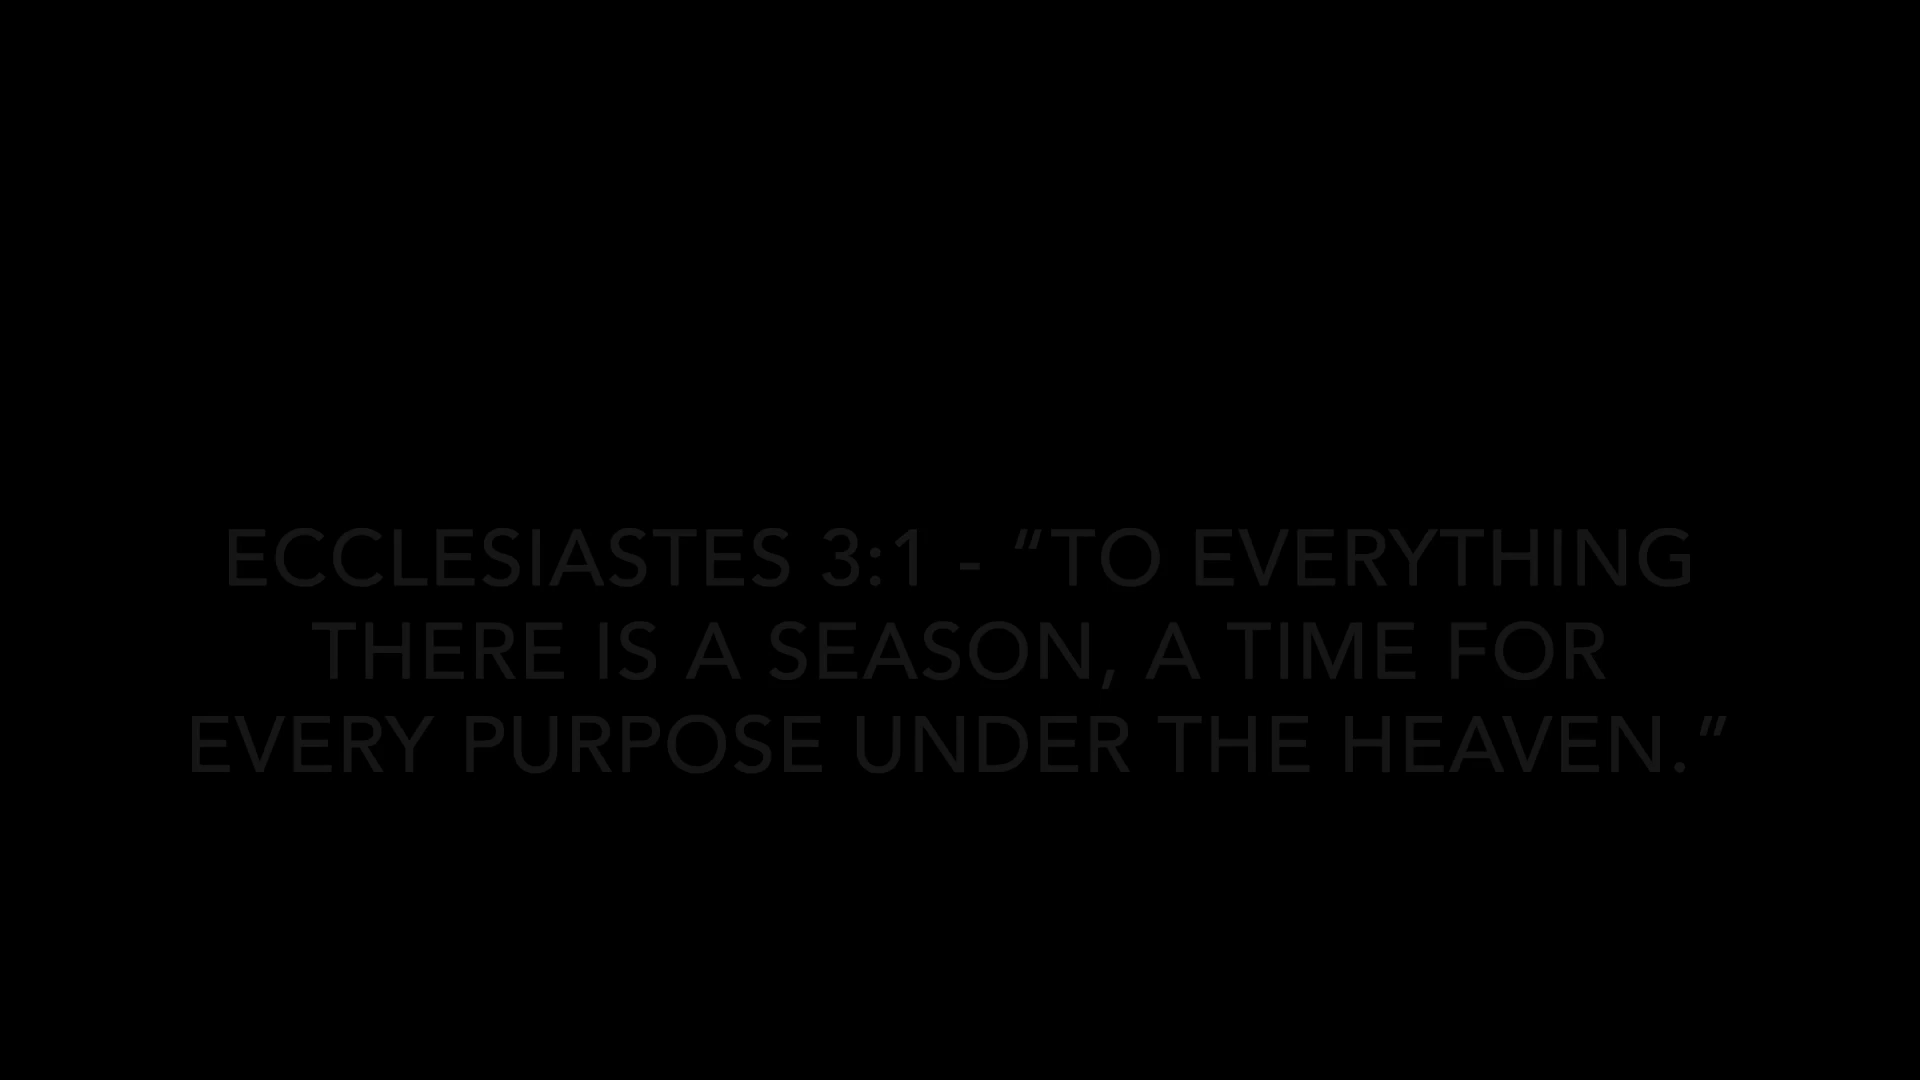 ECCLESIASTES 3:1 - “TO EVERYTHING
THERE IS A SEASON, A TIME FOR
EVERY PURPOSE UNDER THE HEAVEN.”